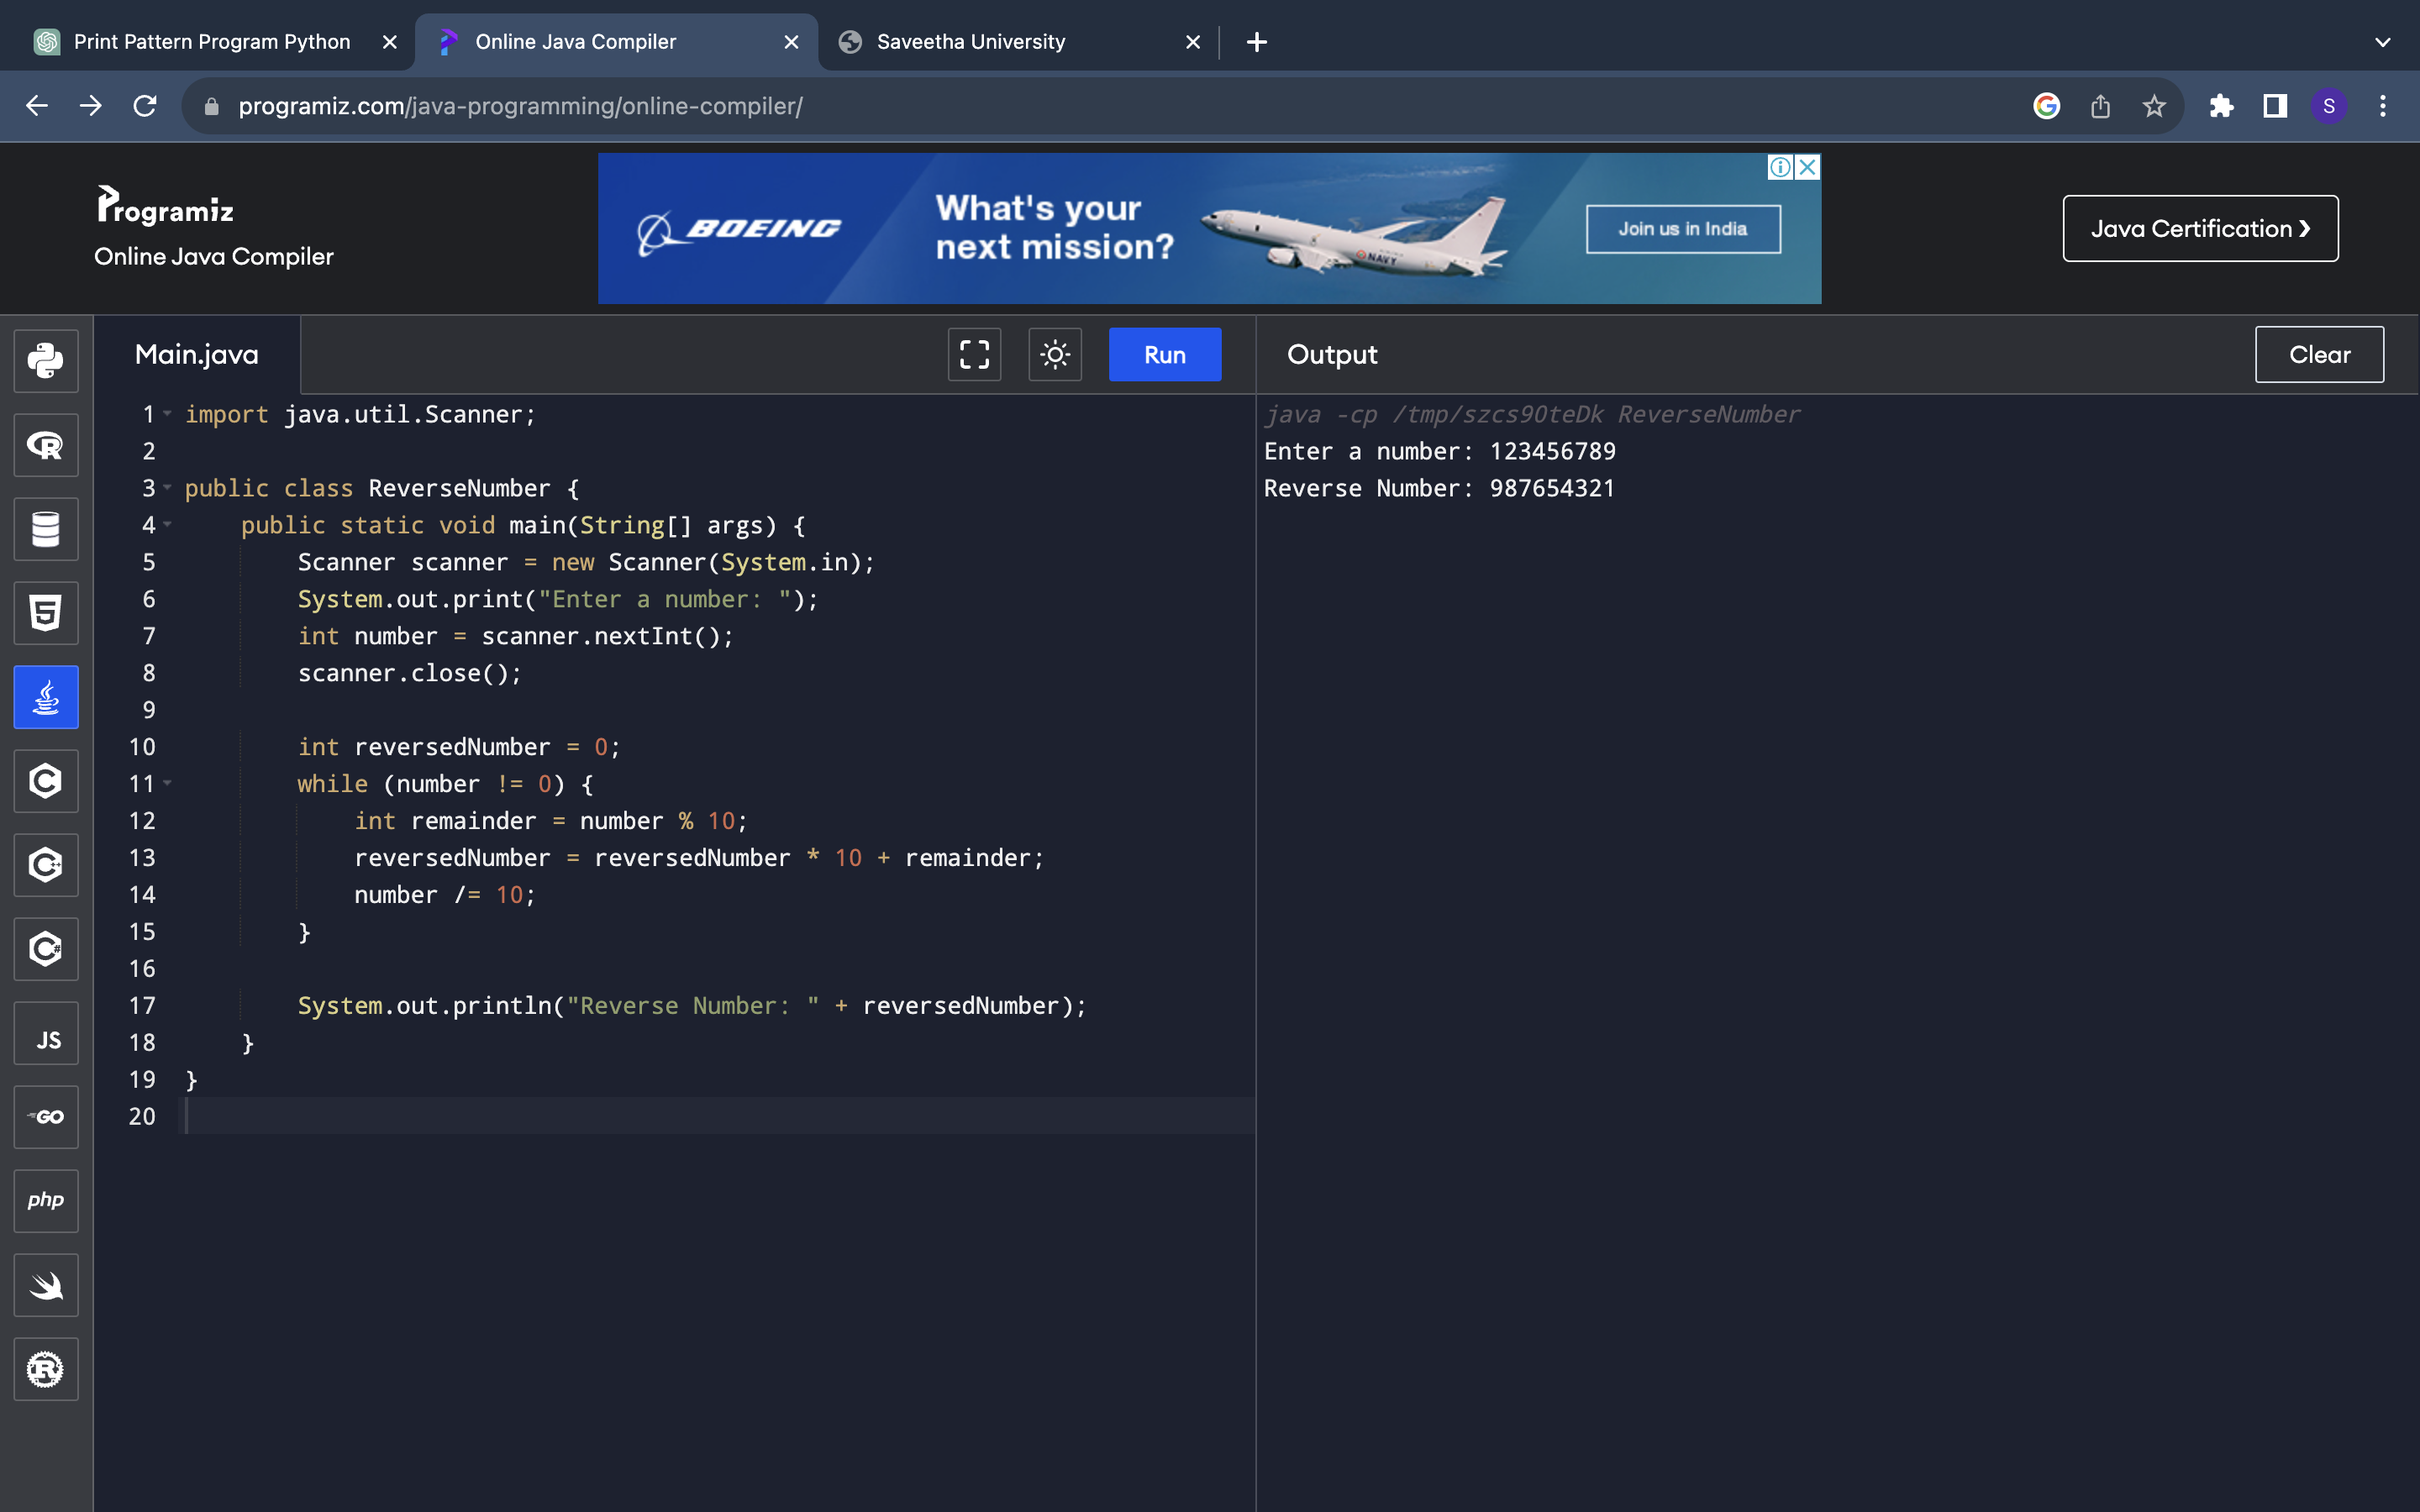 Print Pattern Program Python
Online Java Compiler
Saveetha University
programiz.com/java-programming/online-compiler/
S
Programiz
Online Java Compiler
BOEING
What's your
next mission?
NAVY
Join us in India
Java Certification ❯
Main.java
Run
Output
Clear
1 import java.util.Scanner;
2
3 public class ReverseNumber {
4     public static void main(String[] args) {
5         Scanner scanner = new Scanner(System.in);
6         System.out.print("Enter a number: ");
7         int number = scanner.nextInt();
8         scanner.close();
9
10         int reversedNumber = 0;
11         while (number != 0) {
12             int remainder = number % 10;
13             reversedNumber = reversedNumber * 10 + remainder;
14             number /= 10;
15         }
16
17         System.out.println("Reverse Number: " + reversedNumber);
18     }
19 }
20
java -cp /tmp/szcs9OteDk ReverseNumber
Enter a number: 123456789
Reverse Number: 987654321
R
5
C
C++
C#
JS
GO
php
R